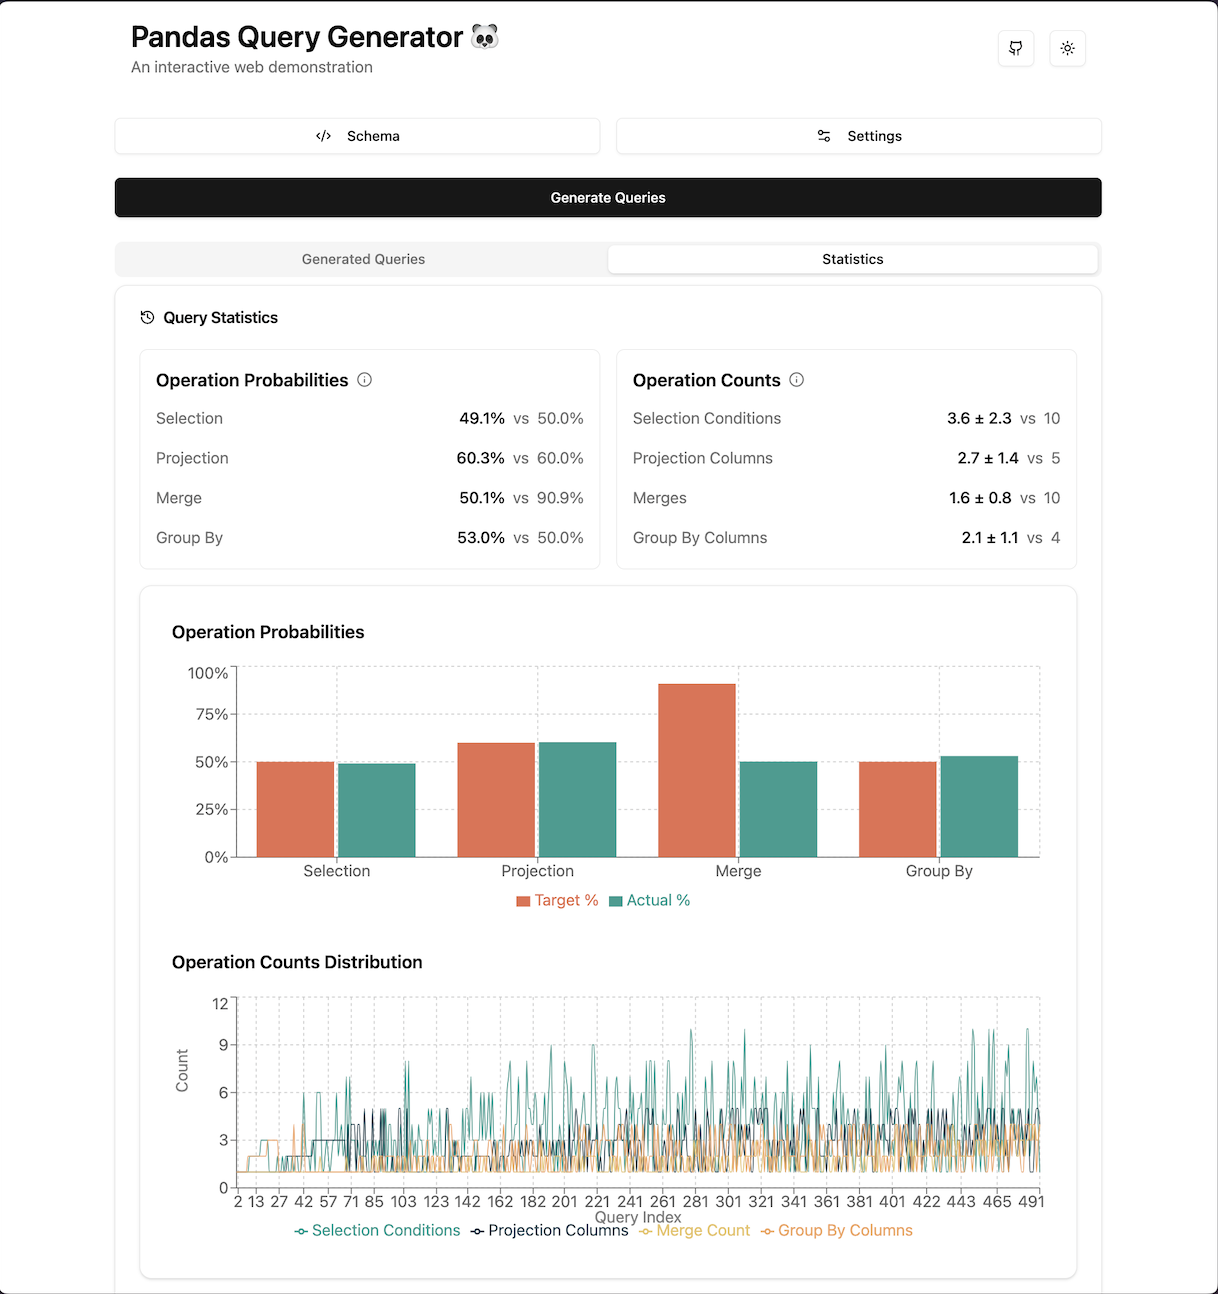 Pandas Query Generator 🐼
An interactive web demonstration
Schema
Settings
Generate Queries
Generated Queries
Statistics
Query Statistics
Operation Probabilities
Selection 49.1% vs 50.0%
Projection 60.3% vs 60.0%
Merge 50.1% vs 90.9%
Group By 53.0% vs 50.0%
Operation Counts
Selection Conditions 3.6 ± 2.3 vs 10
Projection Columns 2.7 ± 1.4 vs 5
Merges 1.6 ± 0.8 vs 10
Group By Columns 2.1 ± 1.1 vs 4
Operation Probabilities
100%
75%
50%
25%
0%
Selection Projection Merge Group By
Target % Actual %
Operation Counts Distribution
Count
12
9
6
3
0
2 13 27 42 57 71 85 103 123 142 162 182 201 221 241 261 281 301 321 341 361 381 401 422 443 465 491
Query Index
Selection Conditions Projection Columns Merge Count Group By Columns